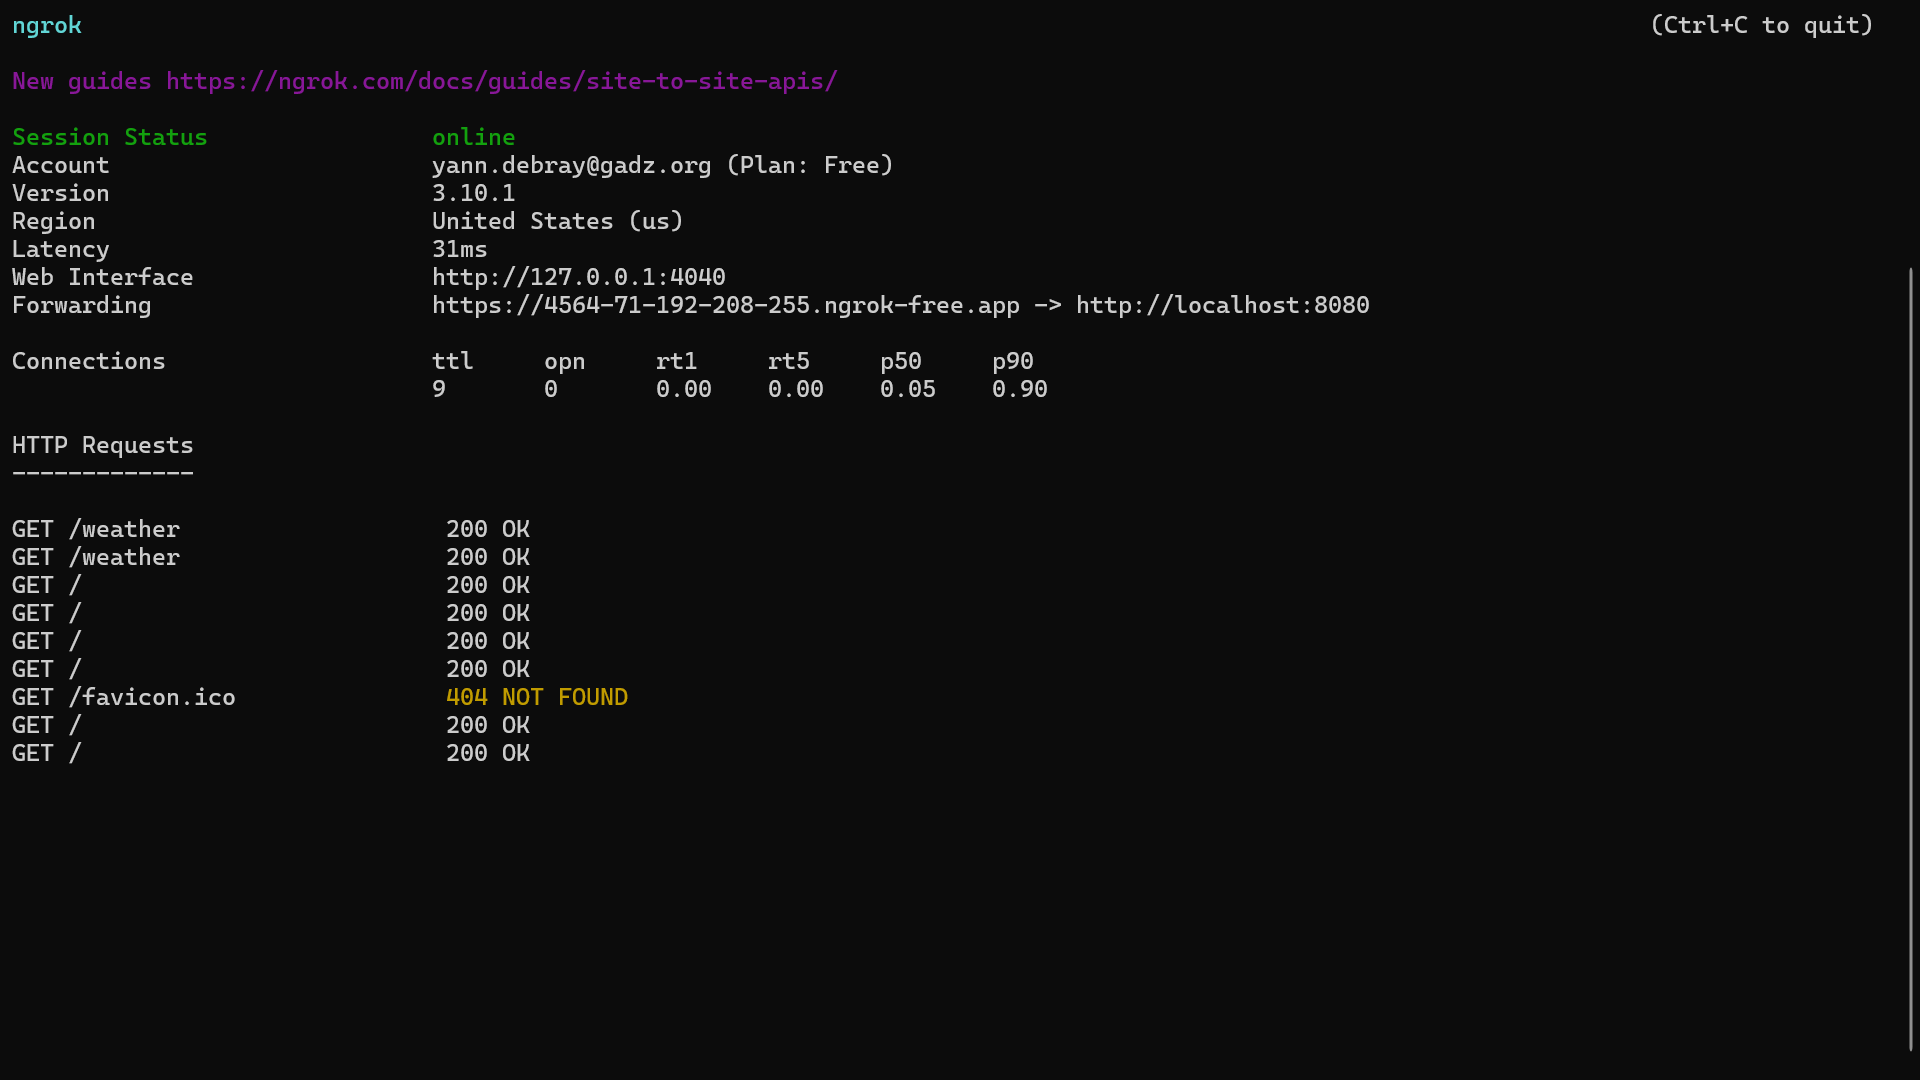 ngrok (Ctrl+C to quit)
New guides https://ngrok.com/docs/guides/site-to-site-apis/
Session Status online
Account yann.debray@gadz.org (Plan: Free)
Version 3.10.1
Region United States (us)
Latency 31ms
Web Interface http://127.0.0.1:4040
Forwarding https://4564-71-192-208-255.ngrok-free.app -> http://localhost:8080
Connections ttl opn rt1 rt5 p50 p90
9 0 0.00 0.00 0.05 0.90
HTTP Requests
-------------
GET /weather 200 OK
GET /weather 200 OK
GET / 200 OK
GET / 200 OK
GET / 200 OK
GET / 200 OK
GET /favicon.ico 404 NOT FOUND
GET / 200 OK
GET / 200 OK